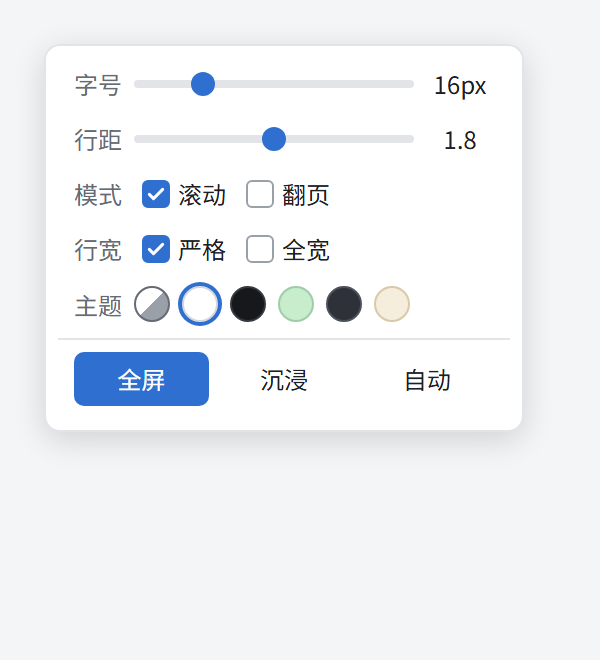 字号 16px
行距 1.8
模式 滚动 翻页
行宽 严格 全宽
主题
全屏 沉浸 自动